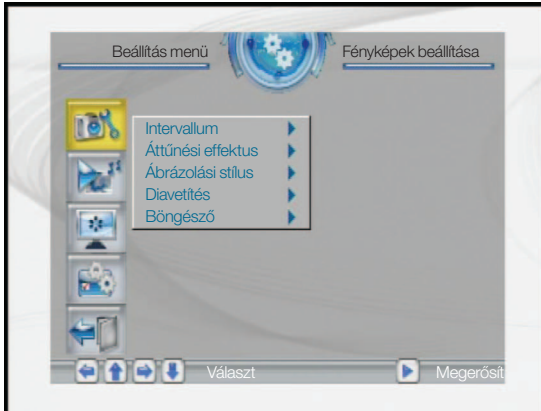 Beállítás menü
Fényképek beállítása
Intervallum
Áttűnési effektus
Ábrázolási stílus
Diavetítés
Böngésző
Választ
Megerősít